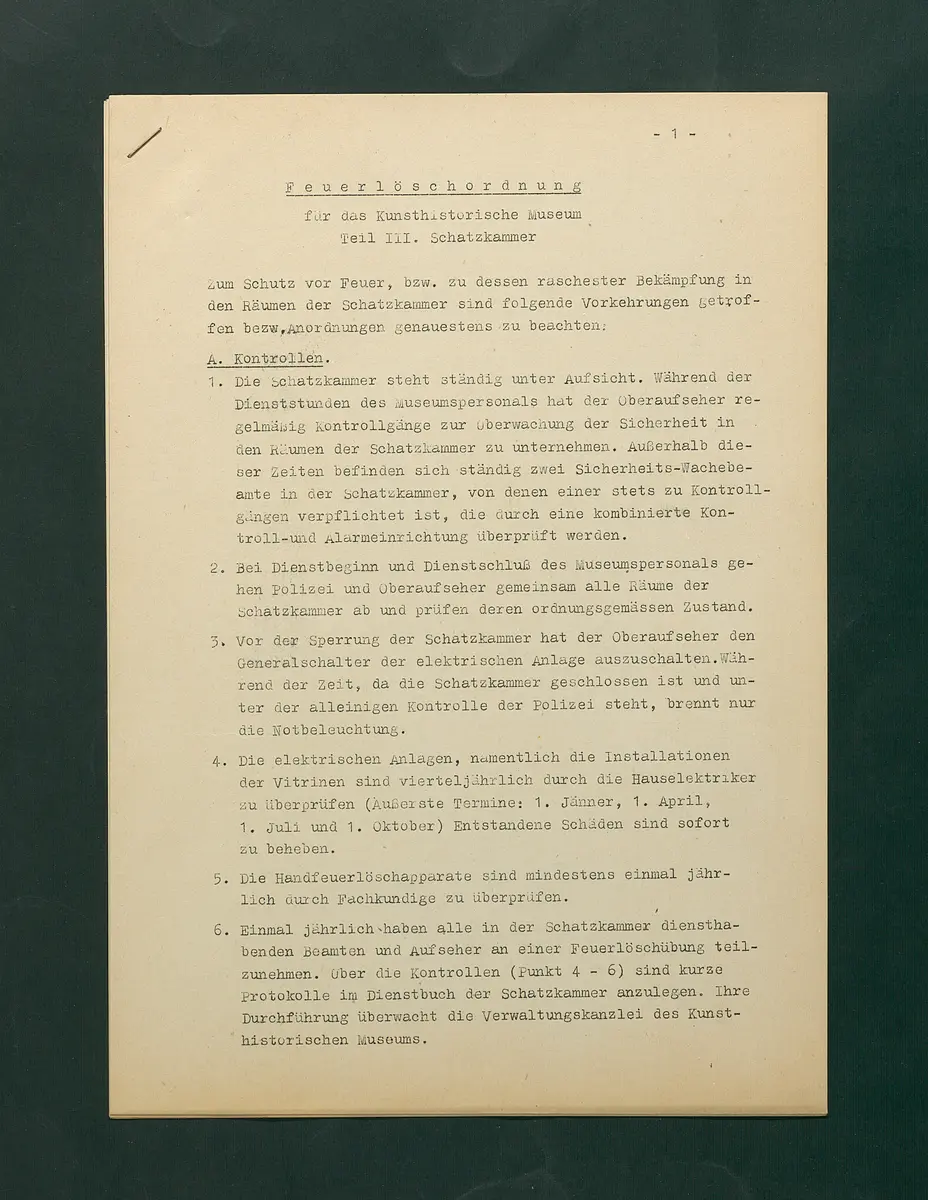 - 1 -
Feuerlöschordnung
für das Kunsthistorische Museum
Teil III. Schatzkammer
Zum Schutz vor Feuer, bzw. zu dessen raschester Bekämpfung in
den Räumen der Schatzkammer sind folgende Vorkehrungen getrof-
fen bezw.Anordnungen genauestens zu beachten:
A. Kontrollen.
1. Die Schatzkammer steht ständig unter Aufsicht. Während der
Dienststunden des Museumspersonals hat der Oberaufseher re-
gelmäßig Kontrollgänge zur Überwachung der Sicherheit in
den Räumen der Schatzkammer zu unternehmen. Außerhalb die-
ser Zeiten befinden sich ständig zwei Sicherheits-Wachebe-
amte in der Schatzkammer, von denen einer stets zu Kontroll-
gängen verpflichtet ist, die durch eine kombinierte Kon-
troll-und Alarmeinrichtung überprüft werden.
2. Bei Dienstbeginn und Dienstschluß des Museumspersonals ge-
hen Polizei und Oberaufseher gemeinsam alle Räume der
Schatzkammer ab und prüfen deren ordnungsgemässen Zustand.
3. Vor der Sperrung der Schatzkammer hat der Oberaufseher den
Generalschalter der elektrischen Anlage auszuschalten.Wäh-
rend der Zeit, da die Schatzkammer geschlossen ist und un-
ter der alleinigen Kontrolle der Polizei steht, brennt nur
die Notbeleuchtung.
4. Die elektrischen Anlagen, namentlich die Installationen
der Vitrinen sind vierteljährlich durch die Hauselektriker
zu überprüfen (Äußerste Termine: 1. Jänner, 1. April,
1. Juli und 1. Oktober) Entstandene Schäden sind sofort
zu beheben.
5. Die Handfeuerlöschapparate sind mindestens einmal jähr-
lich durch Fachkundige zu überprüfen.
6. Einmal jährlich haben alle in der Schatzkammer diensthа-
benden Beamten und Aufseher an einer Feuerlöschübung teil-
zunehmen. Über die Kontrollen (Punkt 4 - 6) sind kurze
Protokolle im Dienstbuch der Schatzkammer anzulegen. Ihre
Durchführung überwacht die Verwaltungskanzlei des Kunst-
historischen Museums.